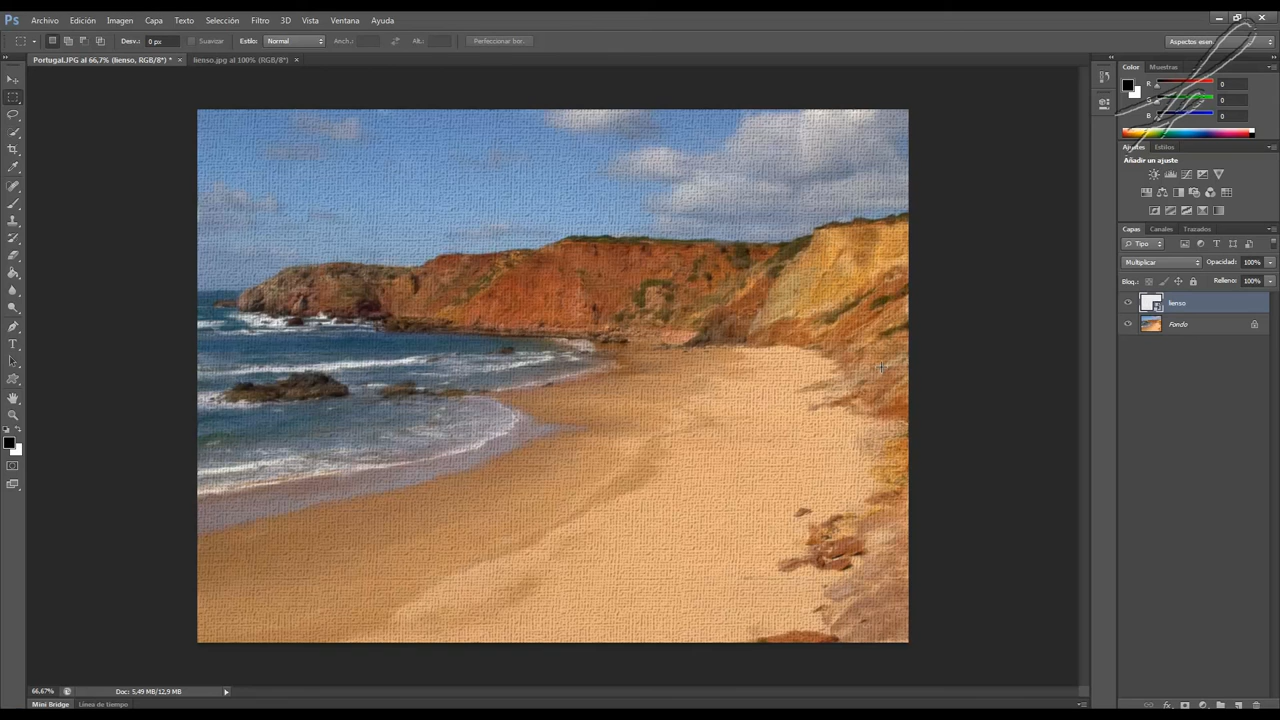 Ps Archivo Edición Imagen Capa Texto Selección Filtro 3D Vista Ventana Ayuda
Desv.: 0 px Suavizar Estilo: Normal Anch.: Alt.: Perfeccionar bor... Aspectos esen
Portugal.JPG al 66,7% (lienso, RGB/8*) * × lienso.jpg al 100% (RGB/8*) ×
Color Muestras
R 0
G 0
B 0
Ajustes Estilos
Añadir un ajuste
Capas Canales Trazados
Tipo
Multiplicar Opacidad: 100%
Bloq.: Relleno: 100%
lienso
Fondo
66,67% Doc: 5,49 MB/12,9 MB
Mini Bridge Línea de tiempo